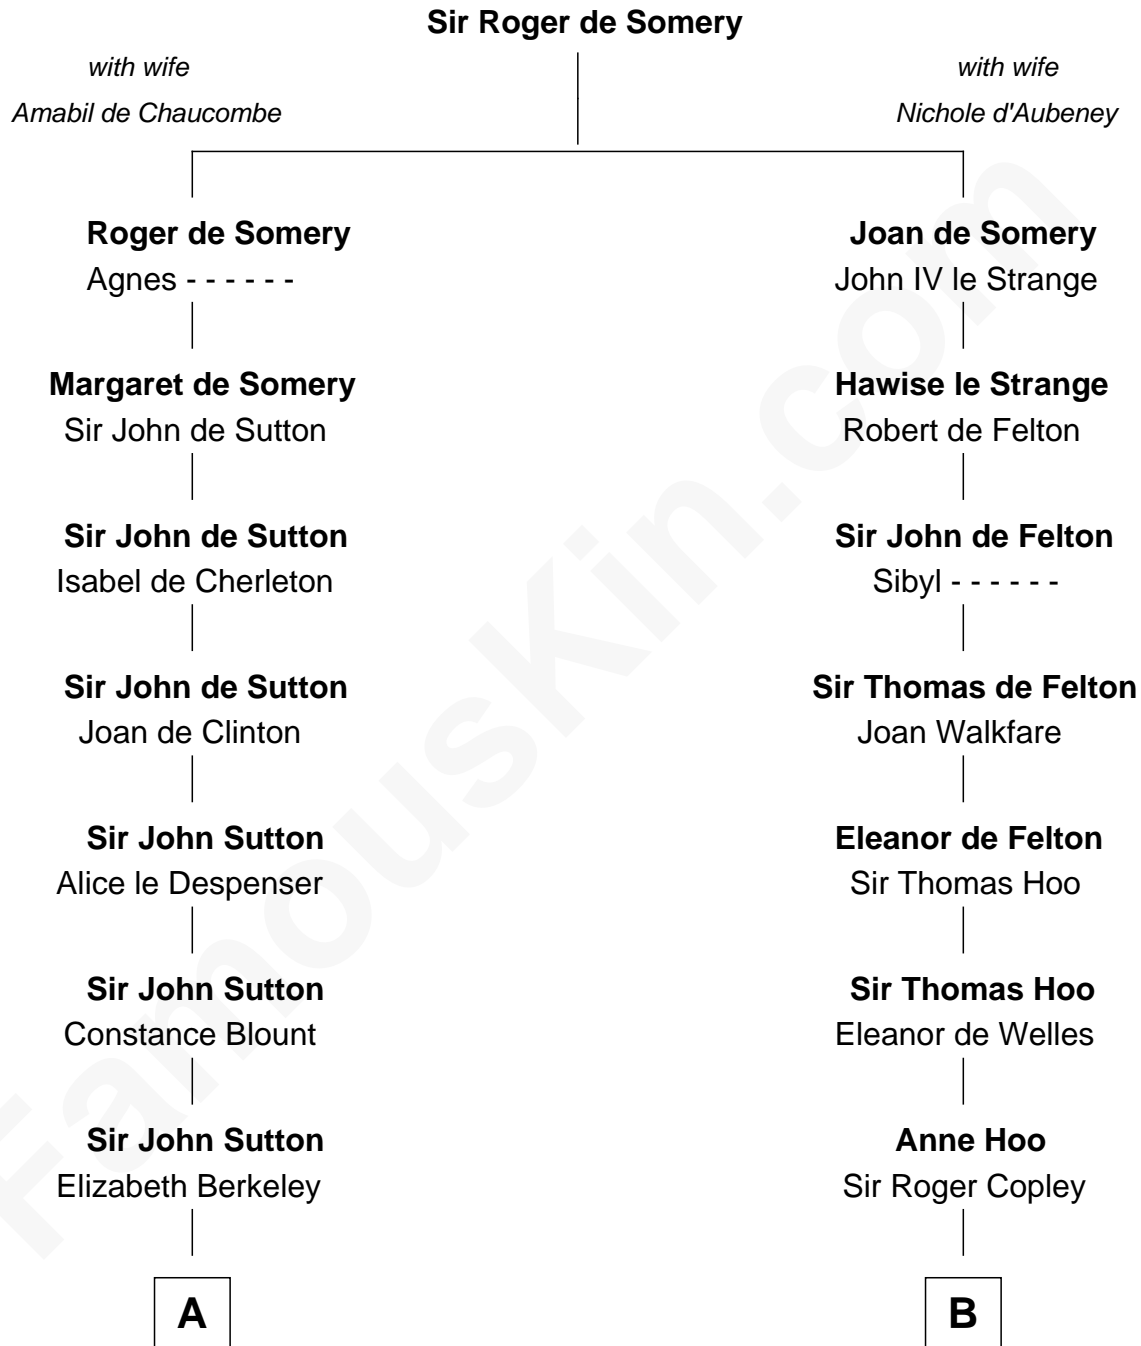 Sir Roger de Somery
with wife
Amabil de Chaucombe
with wife
Nichole d'Aubeney
Roger de Somery
Agnes - - - - - -
Joan de Somery
John IV le Strange
Margaret de Somery
Sir John de Sutton
Hawise le Strange
Robert de Felton
Sir John de Sutton
Isabel de Cherleton
Sir John de Felton
Sibyl - - - - - -
Sir John de Sutton
Joan de Clinton
Sir Thomas de Felton
Joan Walkfare
Sir John Sutton
Alice le Despenser
Eleanor de Felton
Sir Thomas Hoo
Sir John Sutton
Constance Blount
Sir Thomas Hoo
Eleanor de Welles
Sir John Sutton
Elizabeth Berkeley
Anne Hoo
Sir Roger Copley
A
B
FamousKin.com